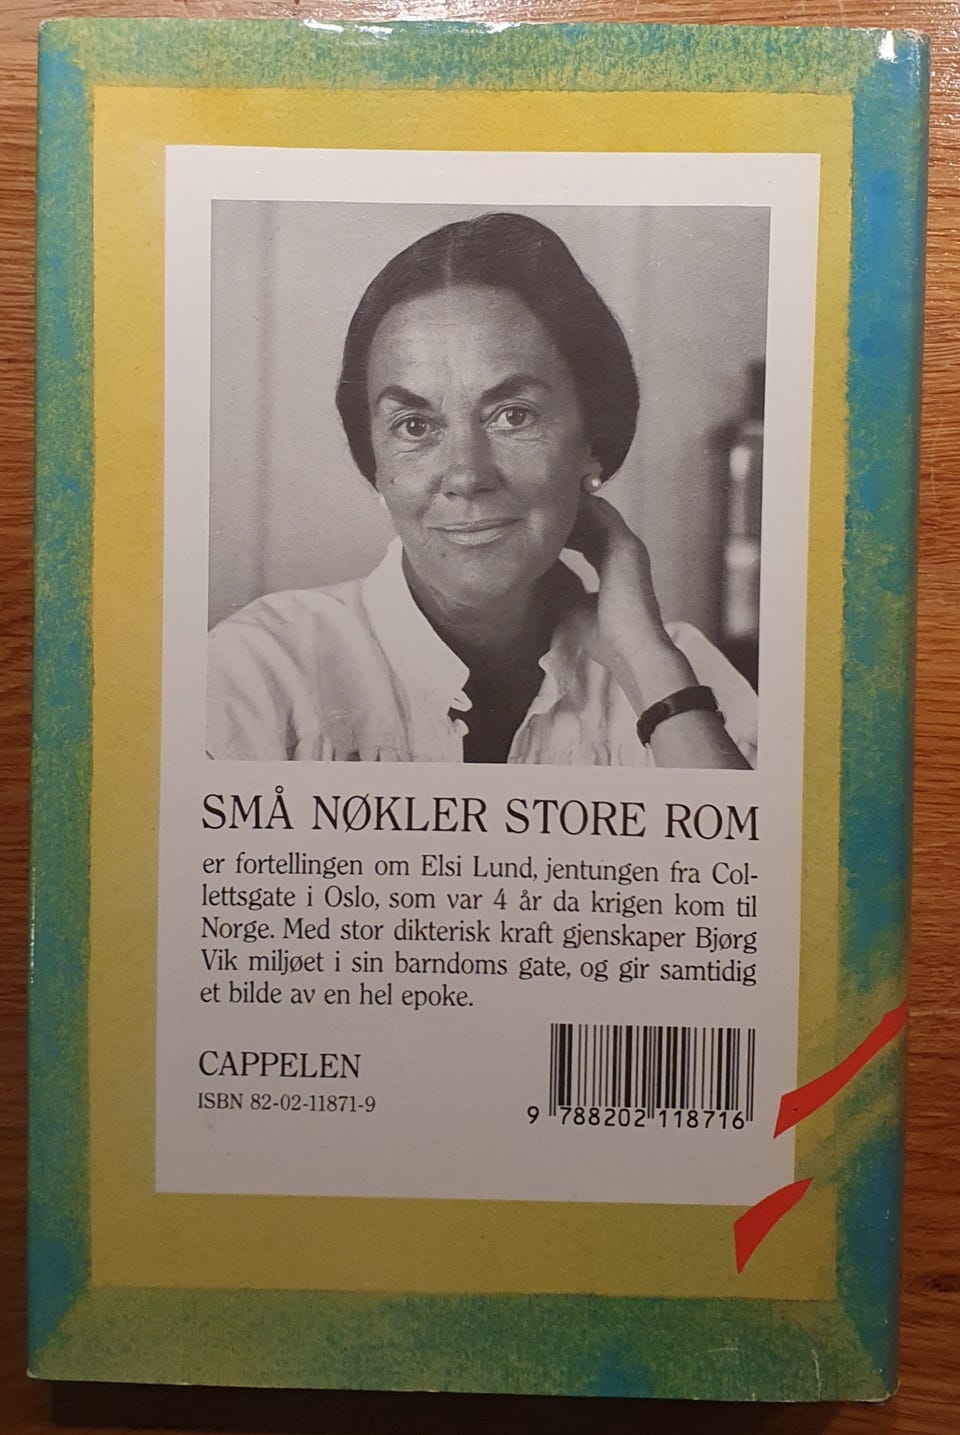 SMÅ NØKLER STORE ROM
er fortellingen om Elsi Lund, jentungen fra Col-
lettsgate i Oslo, som var 4 år da krigen kom til
Norge. Med stor dikterisk kraft gjenskaper Bjørg
Vik miljøet i sin barndoms gate, og gir samtidig
et bilde av en hel epoke.
CAPPELEN
ISBN 82-02-11871-9
9 788202 118716